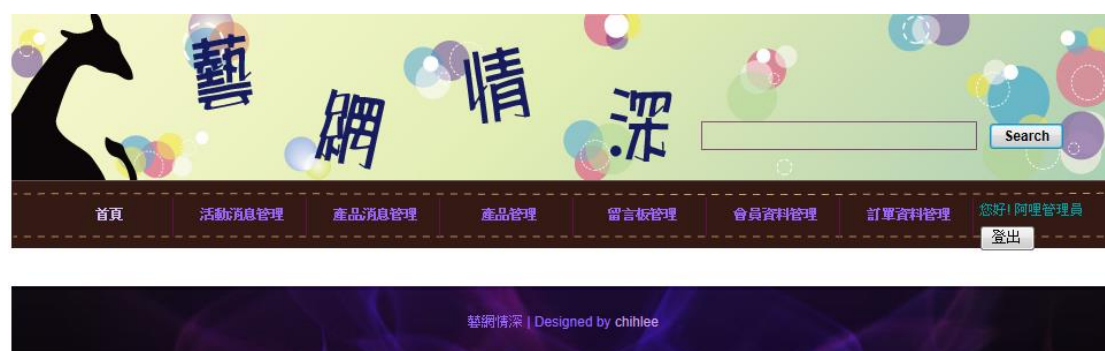 藝網情深
Search
首頁 活動消息管理 產品消息管理 產品管理 留言板管理 會員資料管理 訂單資料管理 您好! 阿哩管理員
登出
藝網情深 | Designed by chihlee